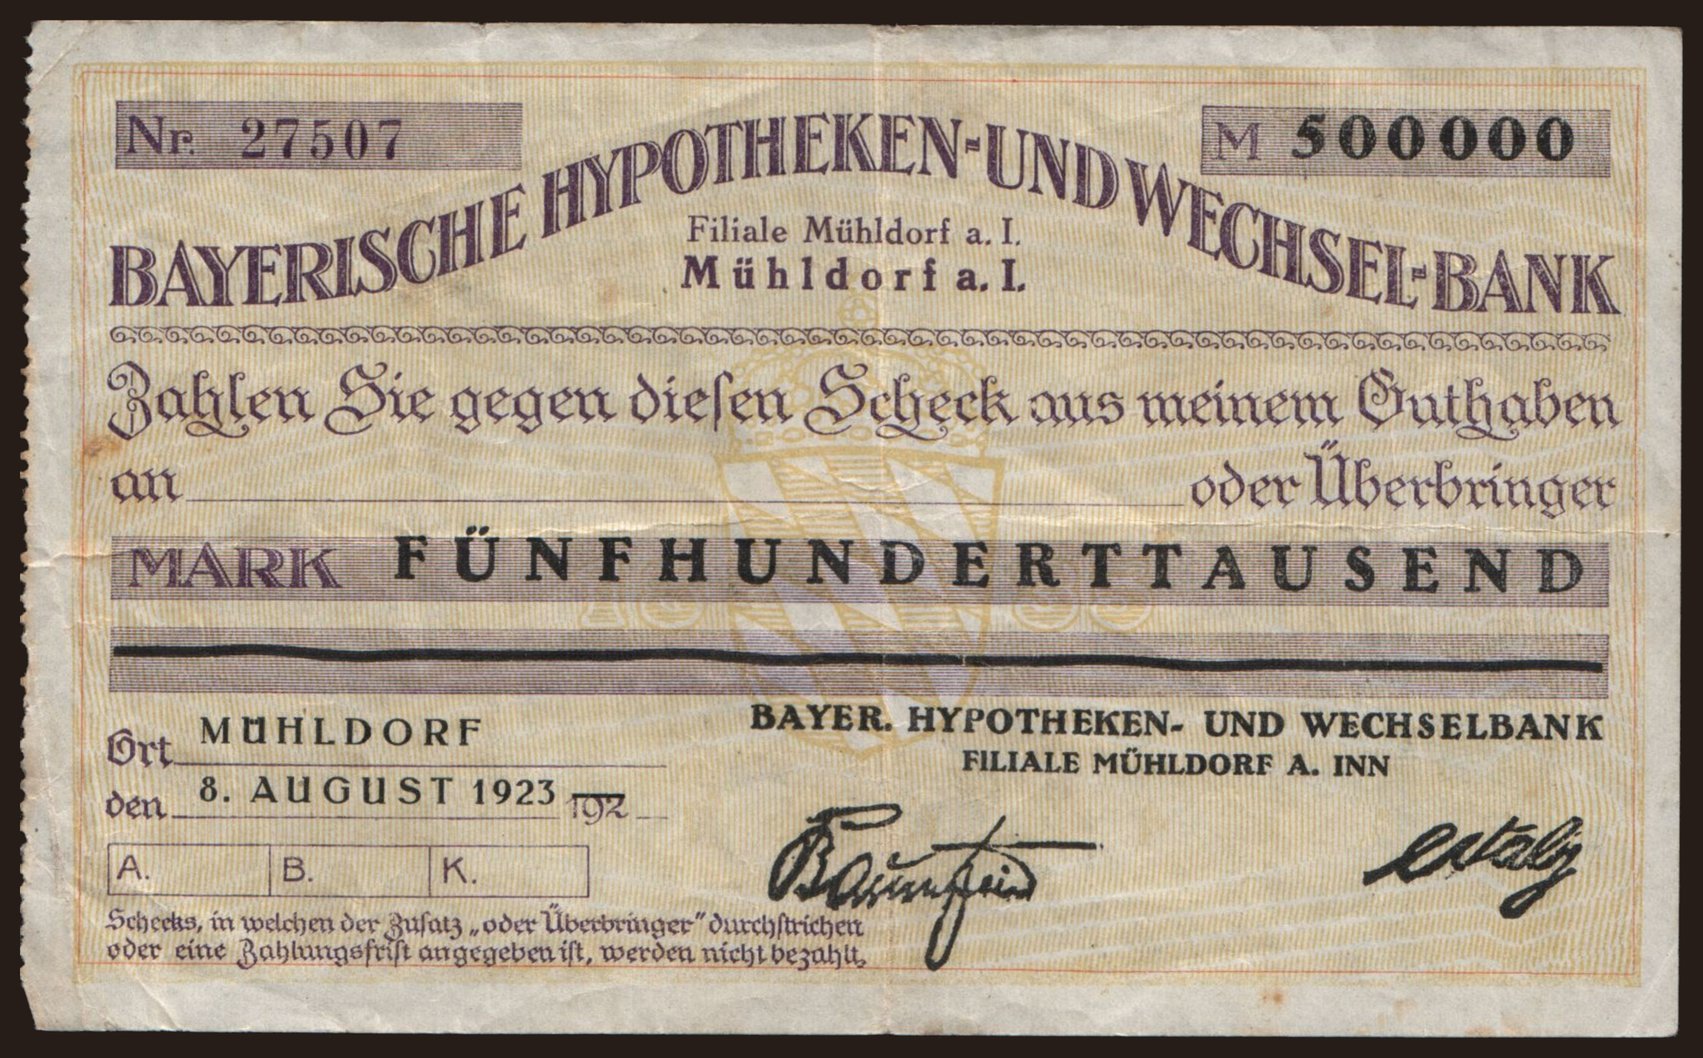 Nr. 27507
M 500000
BAYERISCHE HYPOTHEKEN-UND WECHSEL-BANK
Filiale Mühldorf a. I.
Mühldorf a. I.
Zahlen Sie gegen diesen Scheck aus meinem Guthaben
an oder Überbringer
MARK FÜNFHUNDERTTAUSEND
18 35
Ort MÜHLDORF
den 8. AUGUST 1923 192
BAYER. HYPOTHEKEN- UND WECHSELBANK
FILIALE MÜHLDORF A. INN
A. B. K.
Schecks, in welchen der Zusatz „oder Überbringer" durchstrichen
oder eine Zahlungsfrist angegeben ist, werden nicht bezahlt.